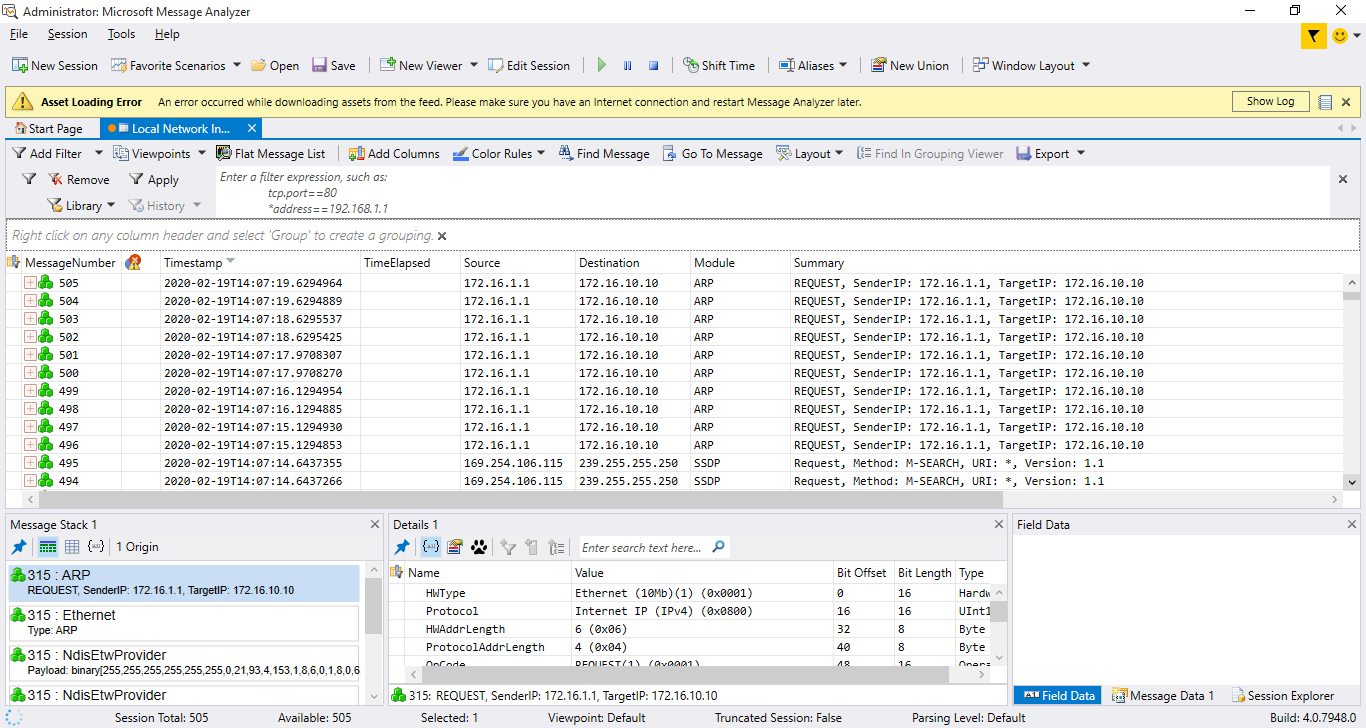 Administrator: Microsoft Message Analyzer
File Session Tools Help
New Session Favorite Scenarios Open Save New Viewer Edit Session Shift Time Aliases New Union Window Layout
Asset Loading Error An error occurred while downloading assets from the feed. Please make sure you have an Internet connection and restart Message Analyzer later. Show Log
Start Page Local Network In...
Add Filter Viewpoints Flat Message List Add Columns Color Rules Find Message Go To Message Layout Find In Grouping Viewer Export
Remove Apply Enter a filter expression, such as:
tcp.port==80
Library History *address==192.168.1.1
Right click on any column header and select 'Group' to create a grouping.
MessageNumber Timestamp TimeElapsed Source Destination Module Summary
505 2020-02-19T14:07:19.6294964 172.16.1.1 172.16.10.10 ARP REQUEST, SenderIP: 172.16.1.1, TargetIP: 172.16.10.10
504 2020-02-19T14:07:19.6294889 172.16.1.1 172.16.10.10 ARP REQUEST, SenderIP: 172.16.1.1, TargetIP: 172.16.10.10
503 2020-02-19T14:07:18.6295537 172.16.1.1 172.16.10.10 ARP REQUEST, SenderIP: 172.16.1.1, TargetIP: 172.16.10.10
502 2020-02-19T14:07:18.6295425 172.16.1.1 172.16.10.10 ARP REQUEST, SenderIP: 172.16.1.1, TargetIP: 172.16.10.10
501 2020-02-19T14:07:17.9708307 172.16.1.1 172.16.10.10 ARP REQUEST, SenderIP: 172.16.1.1, TargetIP: 172.16.10.10
500 2020-02-19T14:07:17.9708270 172.16.1.1 172.16.10.10 ARP REQUEST, SenderIP: 172.16.1.1, TargetIP: 172.16.10.10
499 2020-02-19T14:07:16.1294954 172.16.1.1 172.16.10.10 ARP REQUEST, SenderIP: 172.16.1.1, TargetIP: 172.16.10.10
498 2020-02-19T14:07:16.1294885 172.16.1.1 172.16.10.10 ARP REQUEST, SenderIP: 172.16.1.1, TargetIP: 172.16.10.10
497 2020-02-19T14:07:15.1294930 172.16.1.1 172.16.10.10 ARP REQUEST, SenderIP: 172.16.1.1, TargetIP: 172.16.10.10
496 2020-02-19T14:07:15.1294853 172.16.1.1 172.16.10.10 ARP REQUEST, SenderIP: 172.16.1.1, TargetIP: 172.16.10.10
495 2020-02-19T14:07:14.6437355 169.254.106.115 239.255.255.250 SSDP Request, Method: M-SEARCH, URI: *, Version: 1.1
494 2020-02-19T14:07:14.6437266 169.254.106.115 239.255.255.250 SSDP Request, Method: M-SEARCH, URI: *, Version: 1.1
Message Stack 1
1 Origin
315 : ARP
REQUEST, SenderIP: 172.16.1.1, TargetIP: 172.16.10.10
315 : Ethernet
Type: ARP
315 : NdisEtwProvider
Payload: binary[255,255,255,255,255,255,0,21,93,4,153,1,8,6,0,1,8,0,6
315 : NdisEtwProvider
Details 1
Enter search text here...
Name Value Bit Offset Bit Length Type
HWType Ethernet (10Mb)(1) (0x0001) 0 16 Hardw
Protocol Internet IP (IPv4) (0x0800) 16 16 UInt1
HWAddrLength 6 (0x06) 32 8 Byte
ProtocolAddrLength 4 (0x04) 40 8 Byte
OpCode REQUEST(1) (0x0001) 48 16 Opera
315: REQUEST, SenderIP: 172.16.1.1, TargetIP: 172.16.10.10
Field Data
Field Data Message Data 1 Session Explorer
Session Total: 505 Available: 505 Selected: 1 Viewpoint: Default Truncated Session: False Parsing Level: Default Build: 4.0.7948.0